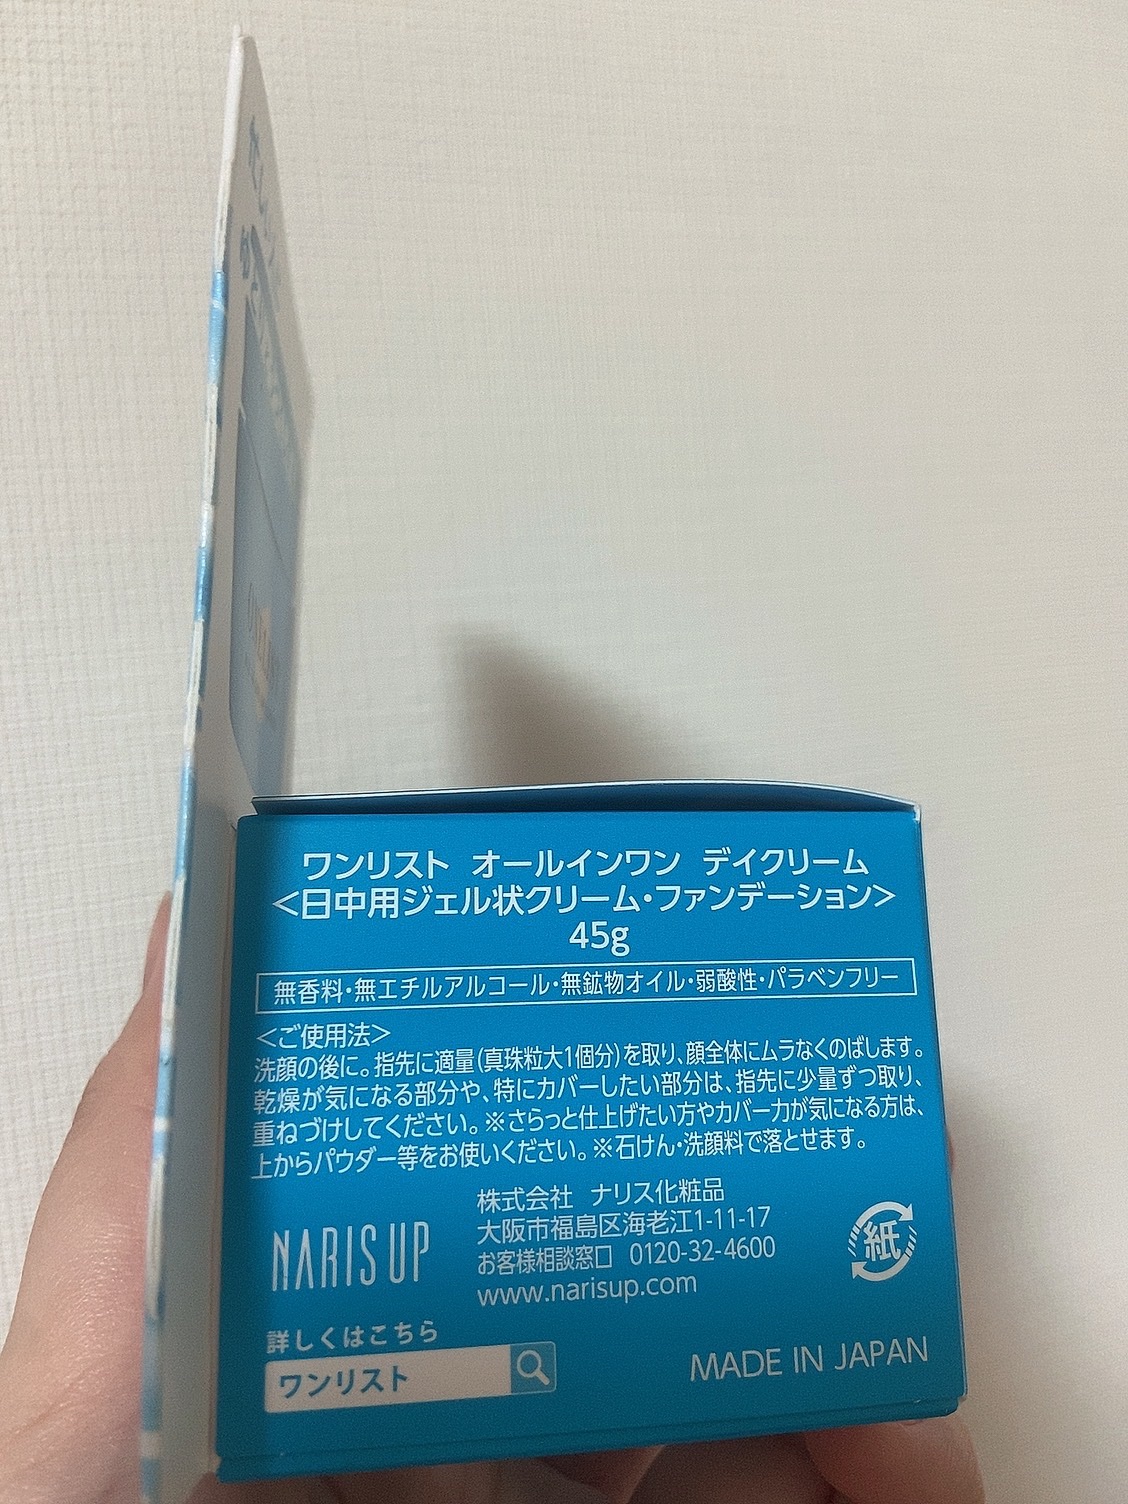 ワンリスト オールインワン デイクリーム
<日中用ジェル状クリーム・ファンデーション>
45g
無香料・無エチルアルコール・無鉱物オイル・弱酸性・パラベンフリー
<ご使用法>
洗顔の後に。指先に適量(真珠粒大1個分)を取り、顔全体にムラなくのばします。
乾燥が気になる部分や、特にカバーしたい部分は、指先に少量ずつ取り、
重ねづけしてください。※さらっと仕上げたい方やカバー力が気になる方は、
上からパウダー等をお使いください。※石けん・洗顔料で落とせます。
株式会社 ナリス化粧品
大阪市福島区海老江1-11-17
お客様相談窓口 0120-32-4600
www.narisup.com
NARIS UP
紙
詳しくはこちら
ワンリスト
MADE IN JAPAN